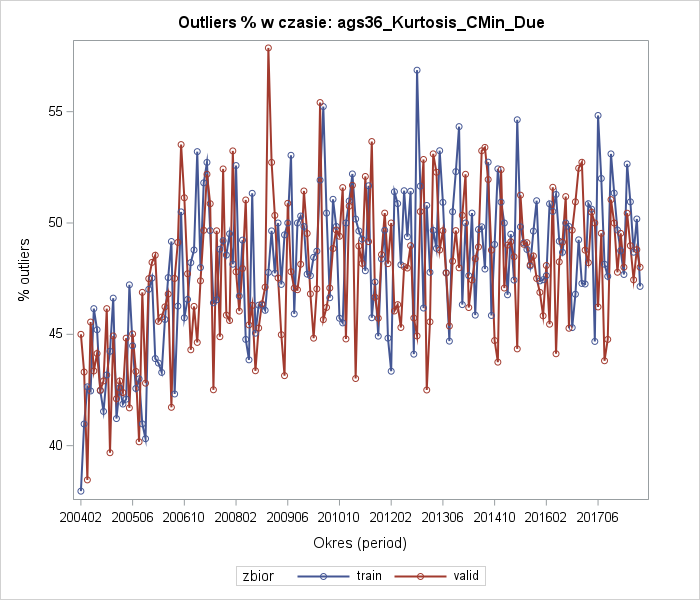 Outliers % w czasie: ags36_Kurtosis_CMin_Due
% outliers
55
50
45
40
200402 200506 200610 200802 200906 201010 201202 201306 201410 201602 201706
Okres (period)
zbior train valid